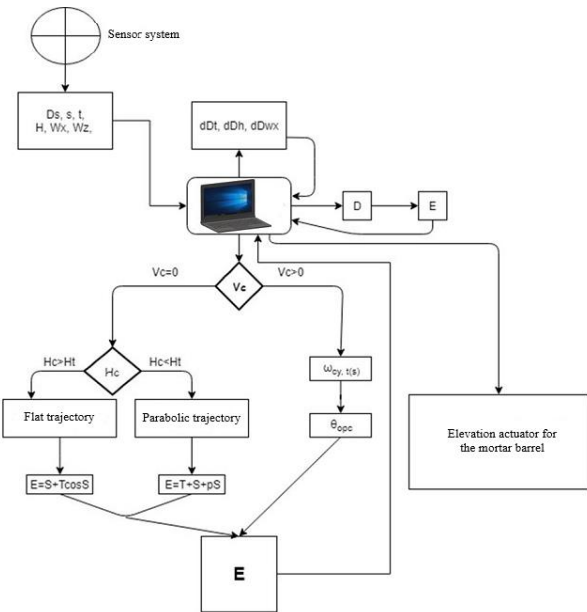 Sensor system
Ds, s, t,
H, Wx, Wz,
dDt, dDh, dDwx
D
E
Vc=0
Vc>0
Vc
Hc>Ht
Hc<Ht
Hc
ωcy, t(s)
Flat trajectory
Parabolic trajectory
θopc
Elevation actuator for
the mortar barrel
E=S+TcosS
E=T+S+pS
E